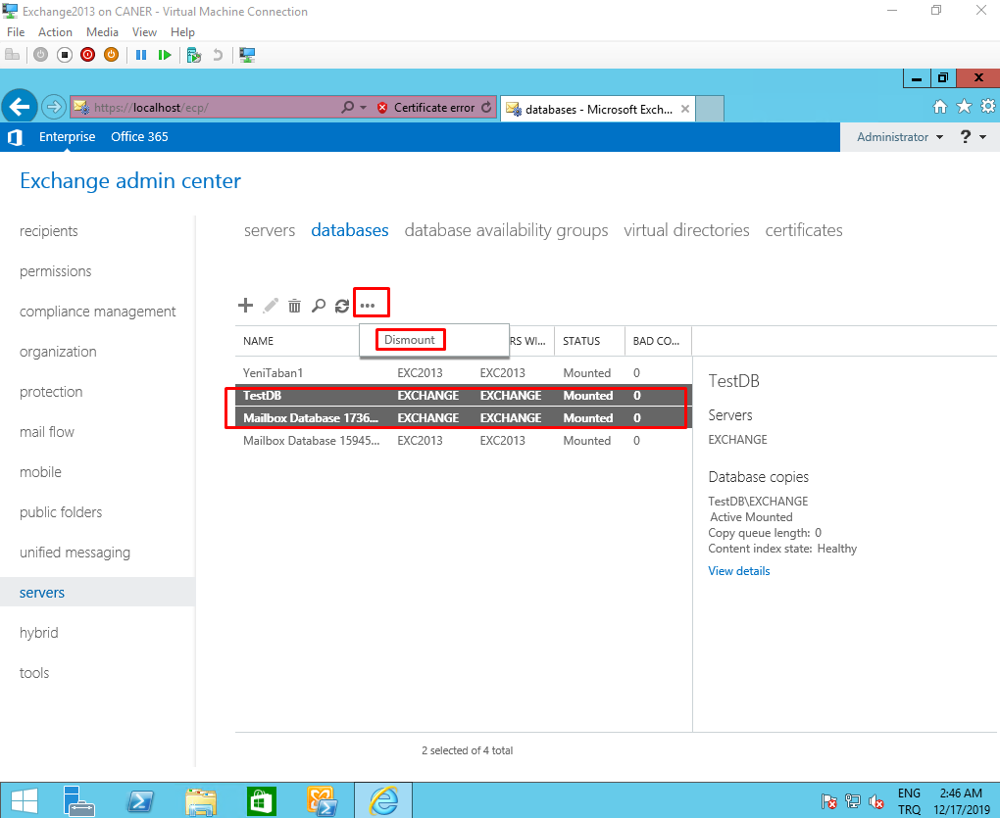 Exchange2013 on CANER - Virtual Machine Connection
File Action Media View Help
https://localhost/ecp/ Certificate error databases - Microsoft Exch...
Enterprise Office 365 Administrator ?
Exchange admin center
recipients
permissions
compliance management
organization
protection
mail flow
mobile
public folders
unified messaging
servers
hybrid
tools
servers databases database availability groups virtual directories certificates
Dismount
NAME RS WI... STATUS BAD CO...
YeniTaban1 EXC2013 EXC2013 Mounted 0
TestDB EXCHANGE EXCHANGE Mounted 0
Mailbox Database 1736... EXCHANGE EXCHANGE Mounted 0
Mailbox Database 15945... EXC2013 EXC2013 Mounted 0
TestDB
Servers
EXCHANGE
Database copies
TestDB\EXCHANGE
Active Mounted
Copy queue length: 0
Content index state: Healthy
View details
2 selected of 4 total
ENG 2:46 AM
TRQ 12/17/2019